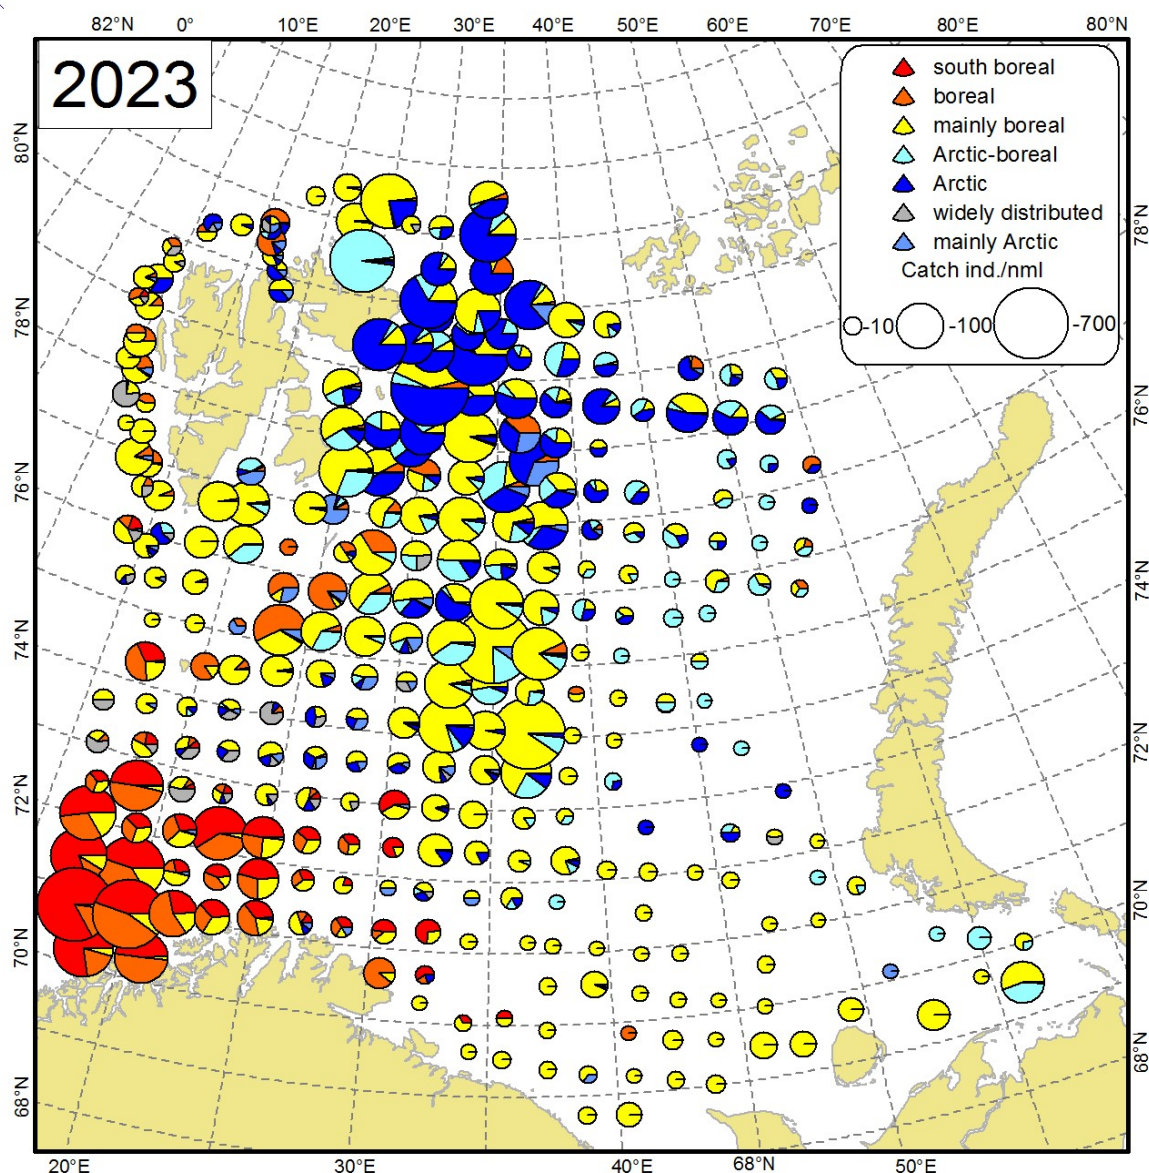 82°N 0° 10°E 20°E 30°E 40°E 50°E 60°E 70°E 80°E 80°N
2023
south boreal
boreal
mainly boreal
Arctic-boreal
Arctic
widely distributed
mainly Arctic
Catch ind./nml
-10 -100 -700
80°N
78°N
76°N
74°N
72°N
70°N
68°N
78°N
76°N
74°N
72°N
70°N
68°N
20°E 30°E 40°E 68°N 50°E